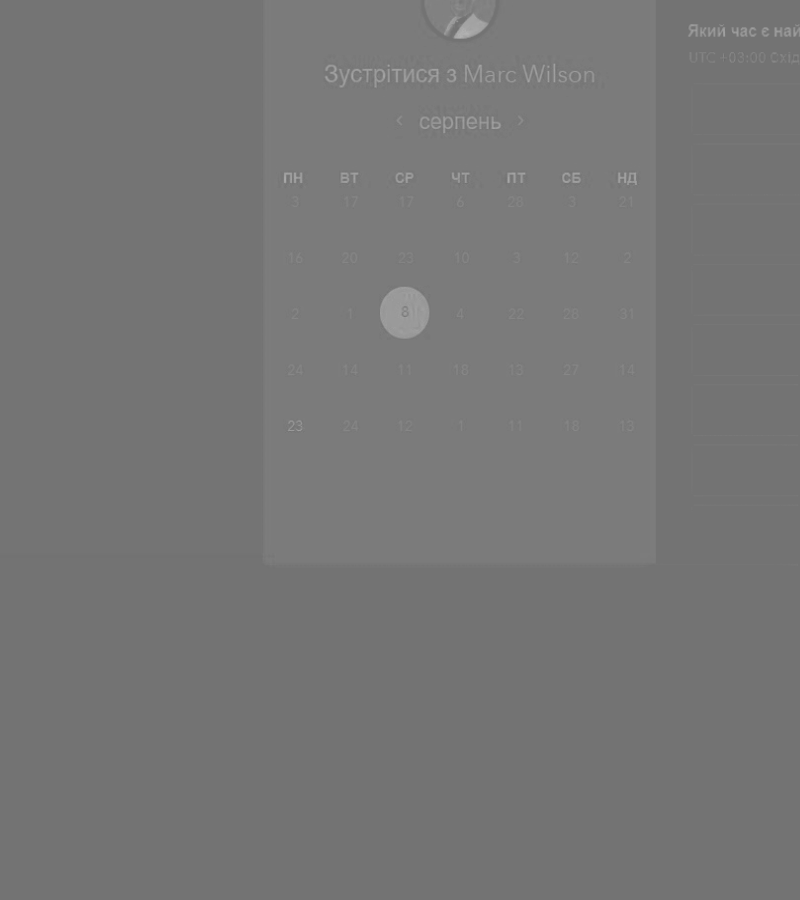 Зустрітися з Marc Wilson
серпень
ПН ВТ СР ЧТ ПТ СБ НД
3 17 17 6 28 3 21
16 20 23 10 3 12 2
2 1 8 4 22 28 31
24 14 11 18 13 27 14
23 24 12 1 11 18 13
Який час є най
UTC +03:00 Схід